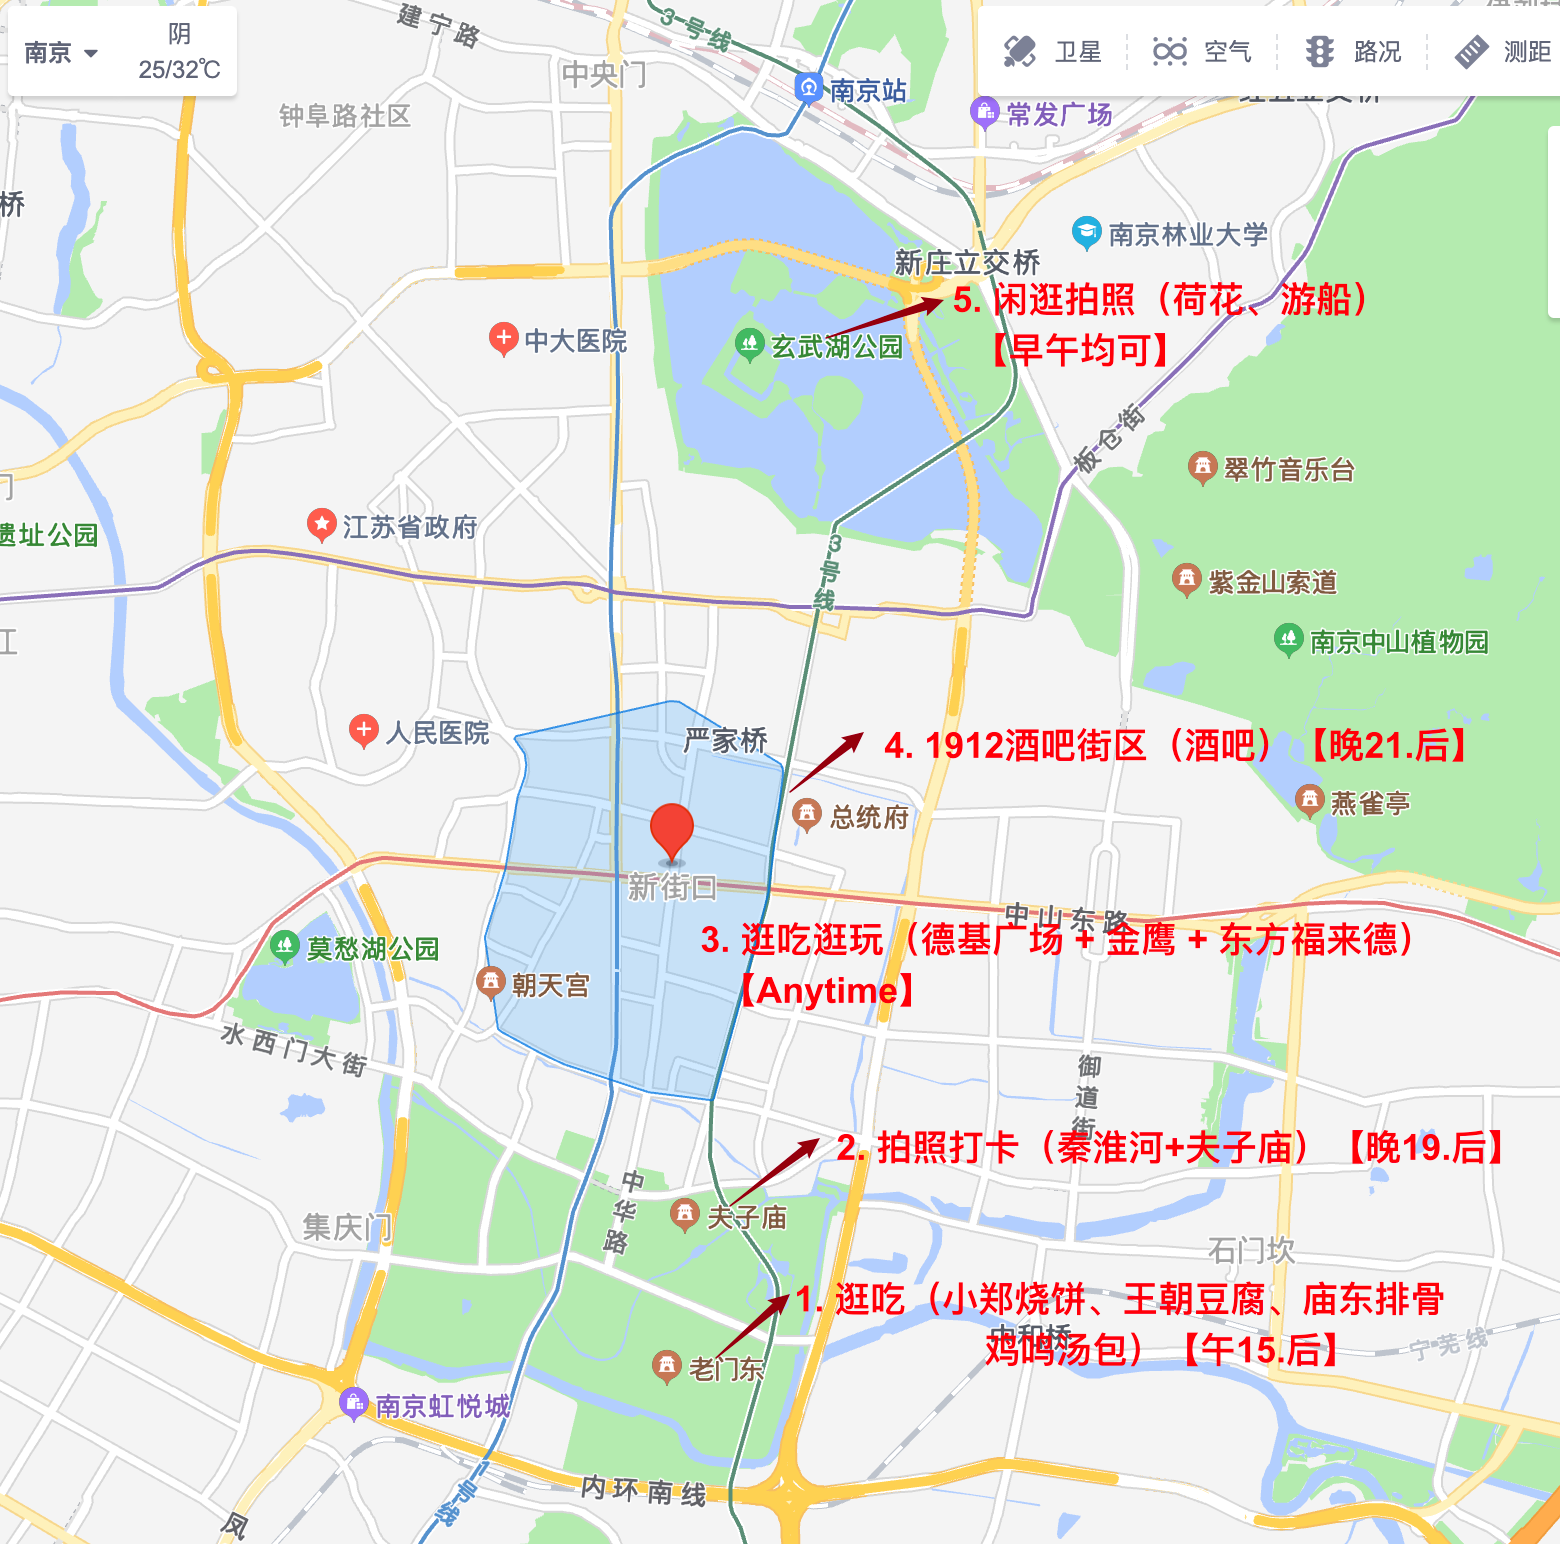 建宁路
3号线
南京
阴
25/32℃
卫星
空气
路况
测距
中央门
南京站
常发广场
钟阜路社区
桥
南京林业大学
新庄立交桥
5. 闲逛拍照（荷花、游船）
【早午均可】
中大医院
玄武湖公园
板仓街
翠竹音乐台
门
遗址公园
江苏省政府
3号线
紫金山索道
江
南京中山植物园
人民医院
严家桥
4. 1912酒吧街区（酒吧）【晚21.后】
总统府
燕雀亭
新街口
中山东路
3. 逛吃逛玩（德基广场 + 金鹰 + 东方福来德）
【Anytime】
莫愁湖公园
朝天宫
水西门大街
御道街
2. 拍照打卡（秦淮河+夫子庙）【晚19.后】
中华路
夫子庙
集庆门
石门坎
1. 逛吃（小郑烧饼、王朝豆腐、庙东排骨
鸡鸣汤包）【午15.后】
中和桥
宁芜线
老门东
南京虹悦城
1号线
内环南线
凤